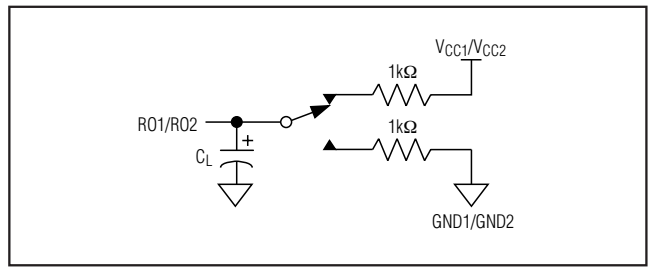 VCC1/VCC2
1kΩ
RO1/RO2
1kΩ
+
CL
GND1/GND2